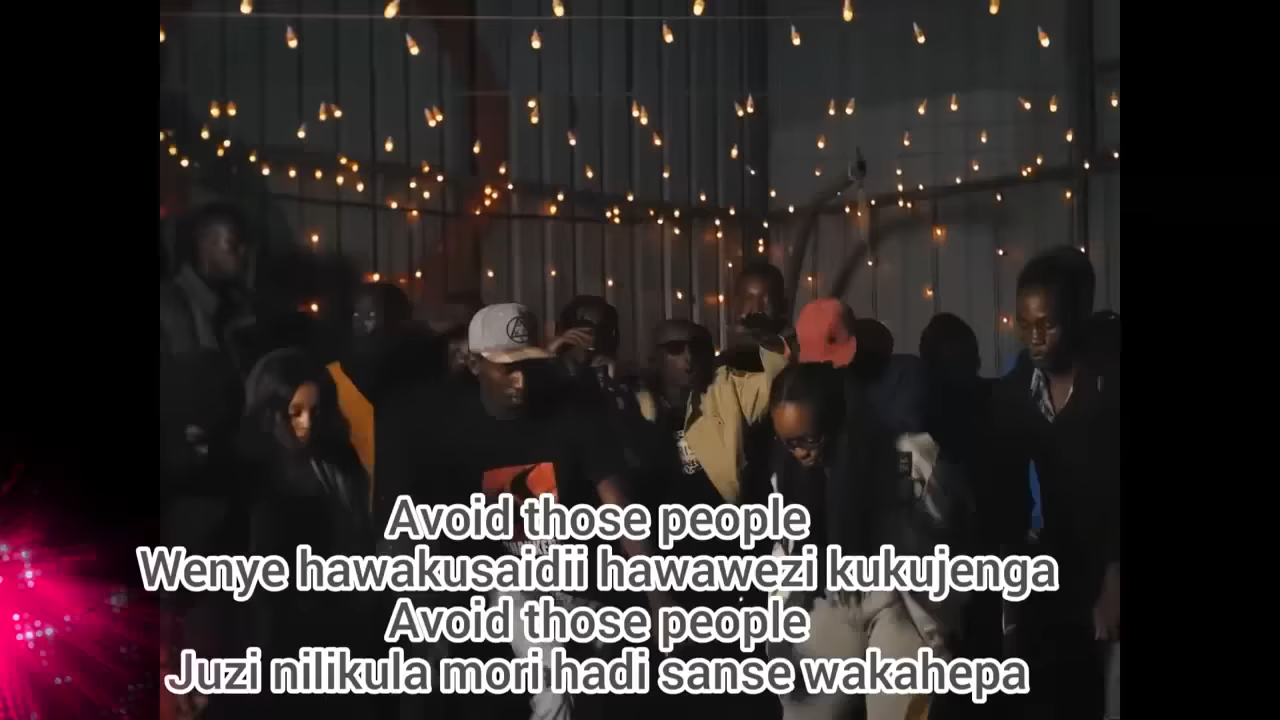 Avoid those people
Wenye hawakusaidii hawawezi kukujenga
Avoid those people
Juzi nilikula mori hadi sanse wakahepa